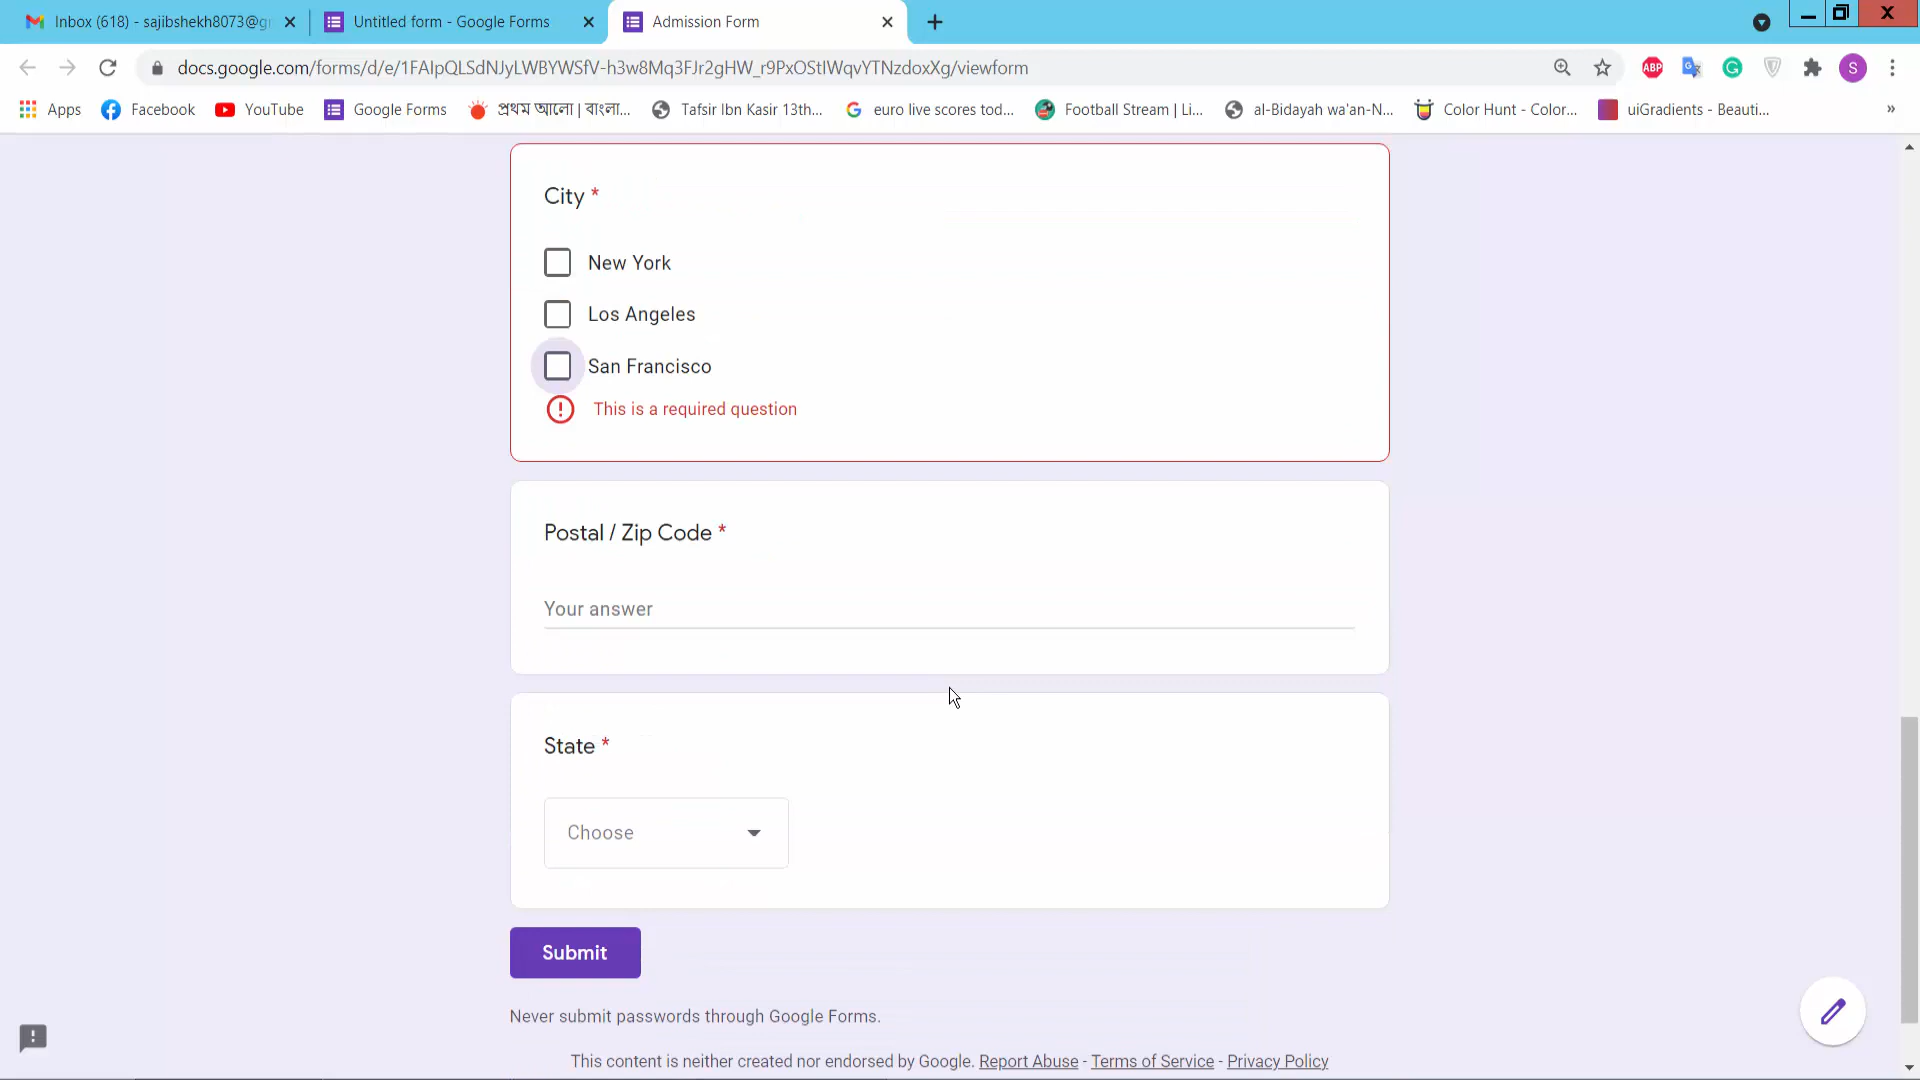 Inbox (618) - sajibshekh8073@g
Untitled form - Google Forms
Admission Form
docs.google.com/forms/d/e/1FAIpQLSdNJyLWBYWSfV-h3w8Mq3FJr2gHW_r9PxOStIWqvYTNzdoxXg/viewform
ABP
S
Apps
Facebook
YouTube
Google Forms
প্রথম আলো | বাংলা...
Tafsir Ibn Kasir 13th...
euro live scores tod...
Football Stream | Li...
al-Bidayah wa'an-N...
Color Hunt - Color...
uiGradients - Beauti...
»
City *
New York
Los Angeles
San Francisco
This is a required question
Postal / Zip Code *
Your answer
State *
Choose
Submit
Never submit passwords through Google Forms.
This content is neither created nor endorsed by Google. Report Abuse - Terms of Service - Privacy Policy